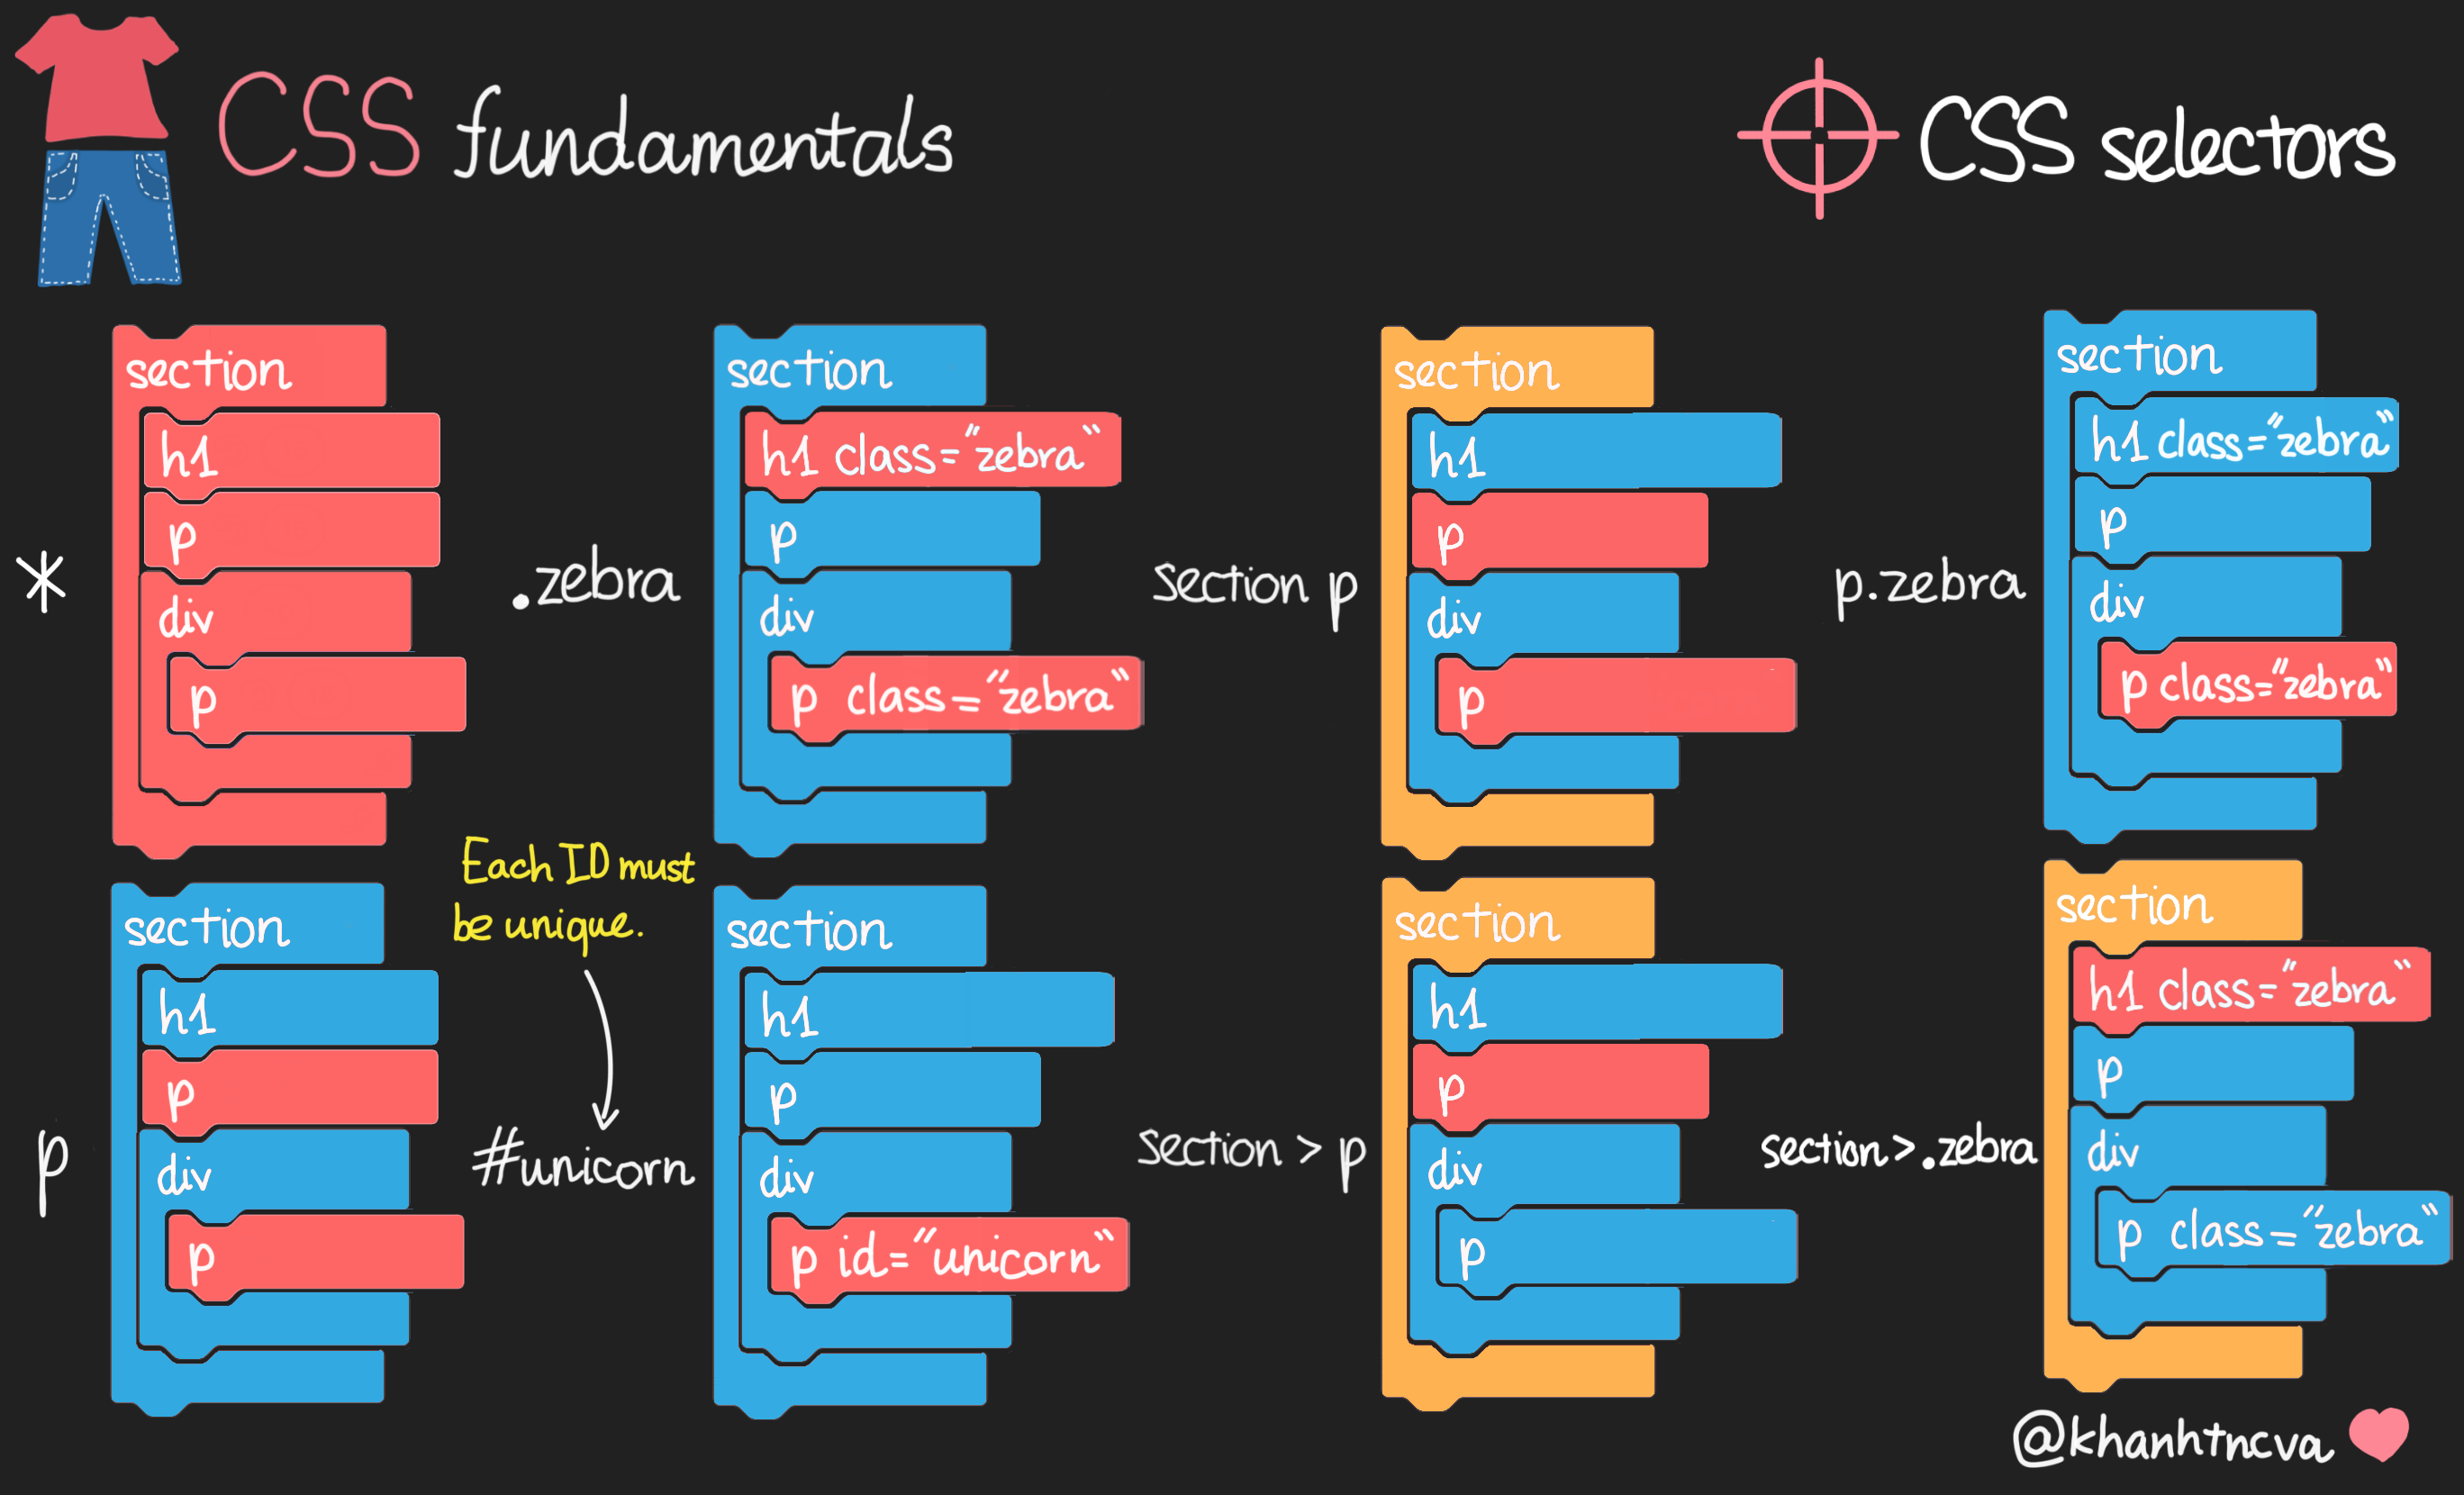 CSS fundamentals
CSS selectors
*
section
h1
p
div
p
.zebra
section
h1 class="zebra"
p
div
p class="zebra"
section p
section
h1
p
div
p
p.zebra
section
h1 class="zebra"
p
div
p class="zebra"
p
section
h1
p
div
p
Each ID must
be unique.
#unicorn
section
h1
p
div
p id="unicorn"
section > p
section
h1
p
div
p
section>.zebra
section
h1 class="zebra"
p
div
p class="zebra"
@khanhtncva